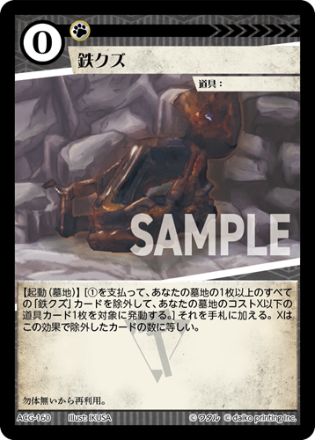 0
鉄クズ
道具：
SAMPLE
【起動（墓地）】［①を支払って、あなたの墓地の1枚以上のすべて
の「鉄クズ」カードを除外して、あなたの墓地のコストX以下の
道具カード1枚を対象に発動する。］それを手札に加える。Xは
この効果で除外したカードの数に等しい。
勿体無いから再利用。
ACG-160 Illust: IKUSA © ワタル © daiko printing inc.